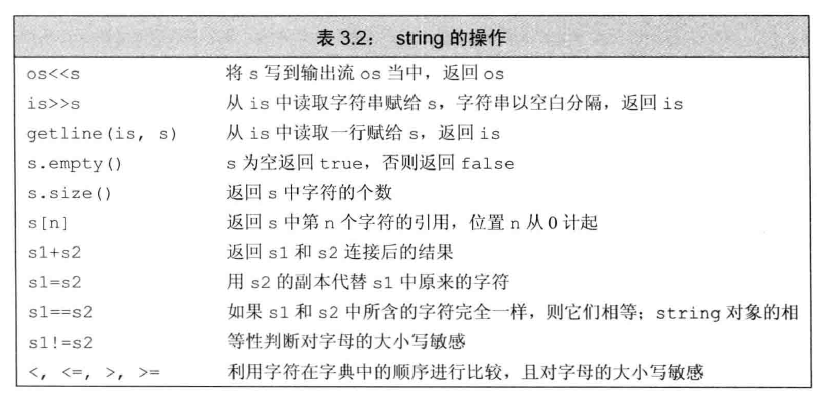 表 3.2： string 的操作
os<<s 将 s 写到输出流 os 当中，返回 os
is>>s 从 is 中读取字符串赋给 s，字符串以空白分隔，返回 is
getline(is, s) 从 is 中读取一行赋给 s，返回 is
s.empty() s 为空返回 true，否则返回 false
s.size() 返回 s 中字符的个数
s[n] 返回 s 中第 n 个字符的引用，位置 n 从 0 计起
s1+s2 返回 s1 和 s2 连接后的结果
s1=s2 用 s2 的副本代替 s1 中原来的字符
s1==s2 如果 s1 和 s2 中所含的字符完全一样，则它们相等；string 对象的相
s1!=s2 等性判断对字母的大小写敏感
<, <=, >, >= 利用字符在字典中的顺序进行比较，且对字母的大小写敏感